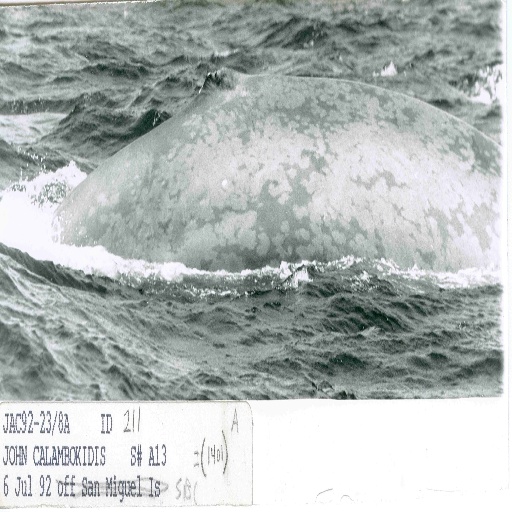 JAC92-23/8A ID 211 A
JOHN CALAMBOKIDIS S# A13 =(1401)
6 Jul 92 off San Miguel Is